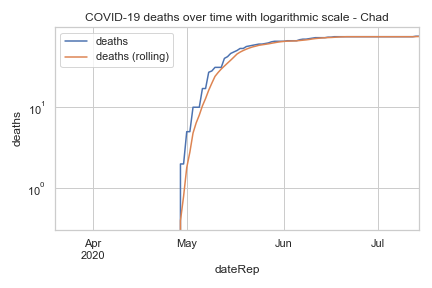 COVID-19 deaths over time with logarithmic scale - Chad
deaths
deaths (rolling)
deaths
10¹
10⁰
Apr
2020
May
Jun
Jul
dateRep